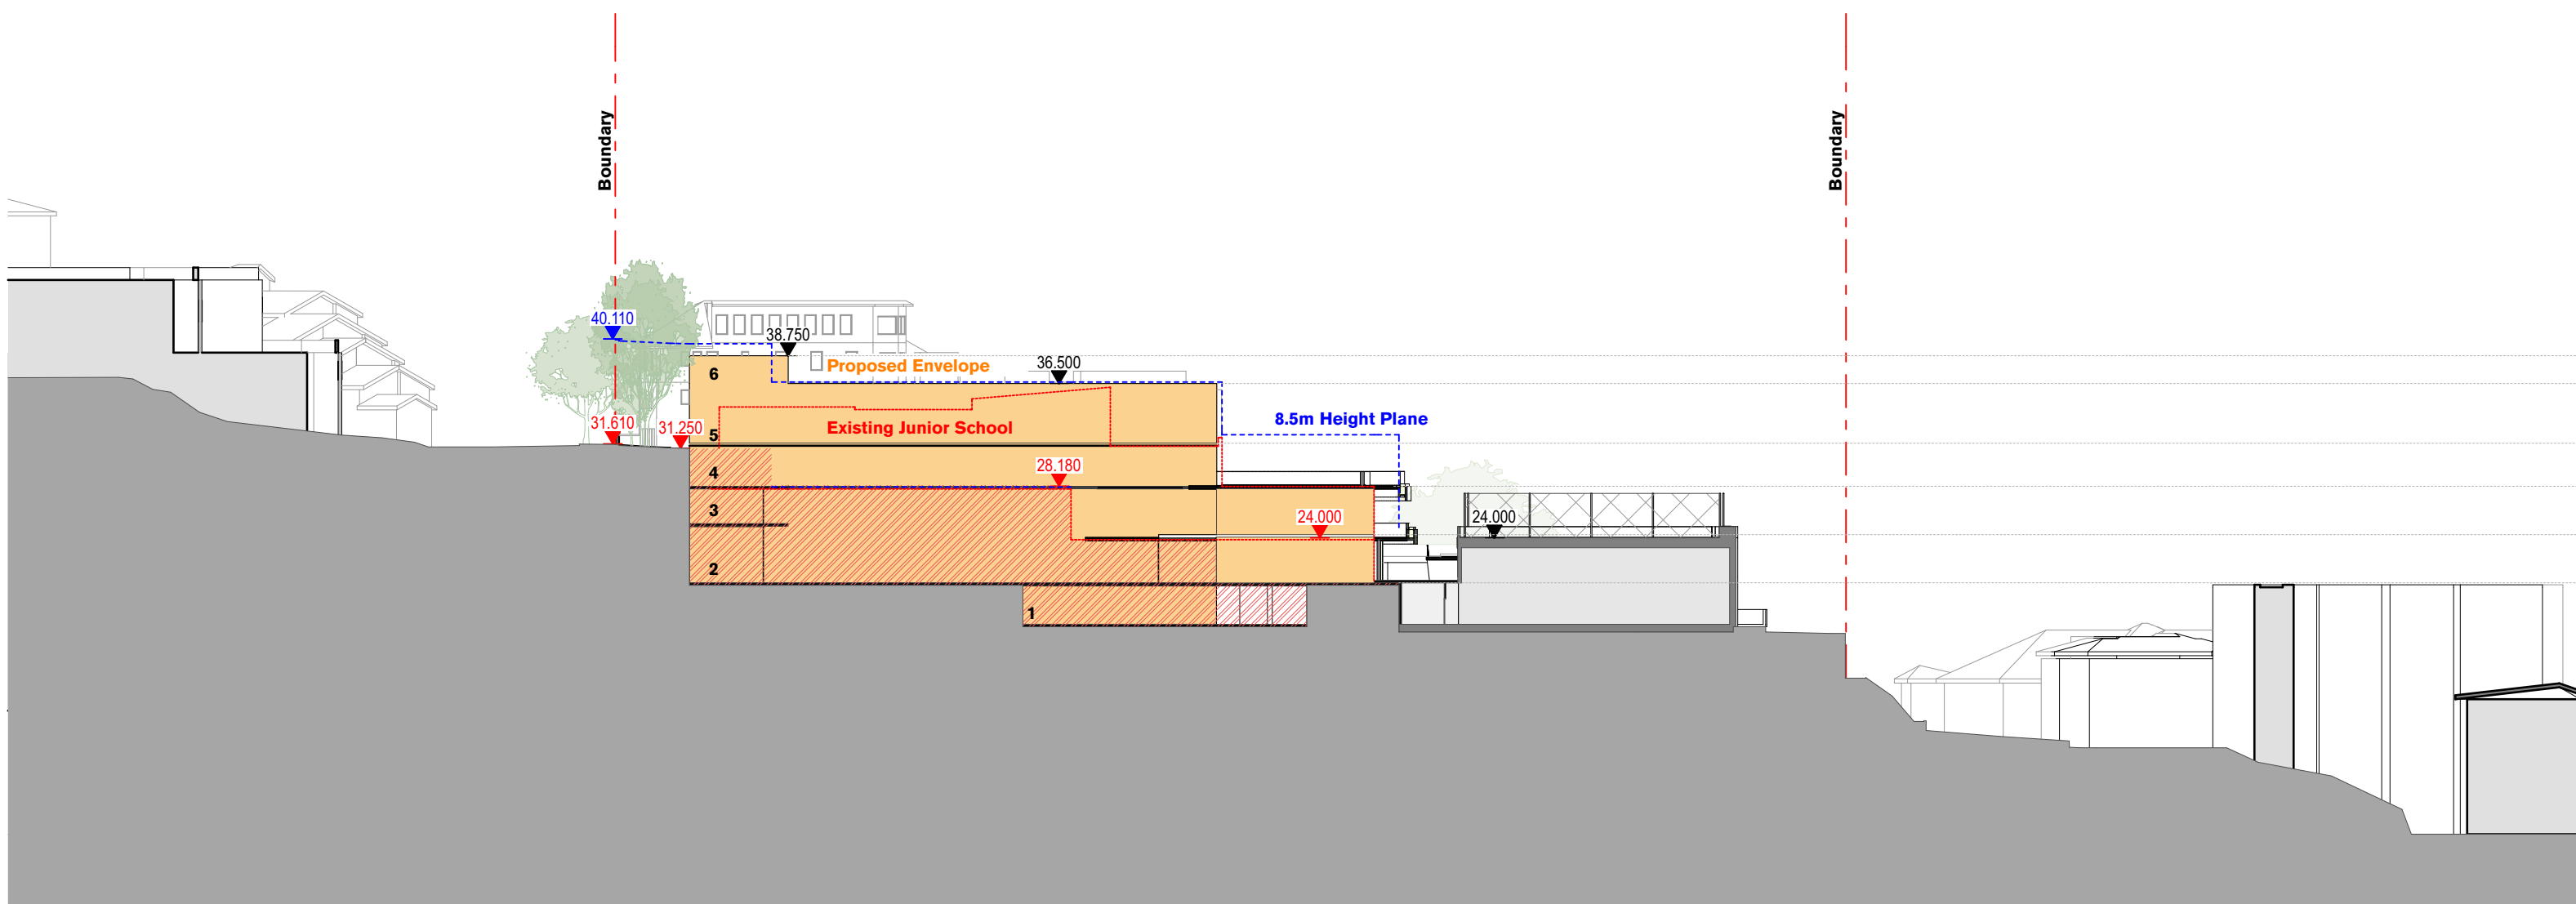 Boundary
Boundary
40.110
38.750
36.500
6
Proposed Envelope
8.5m Height Plane
31.610
31.250
5
Existing Junior School
4
28.180
3
24.000
24.000
2
1